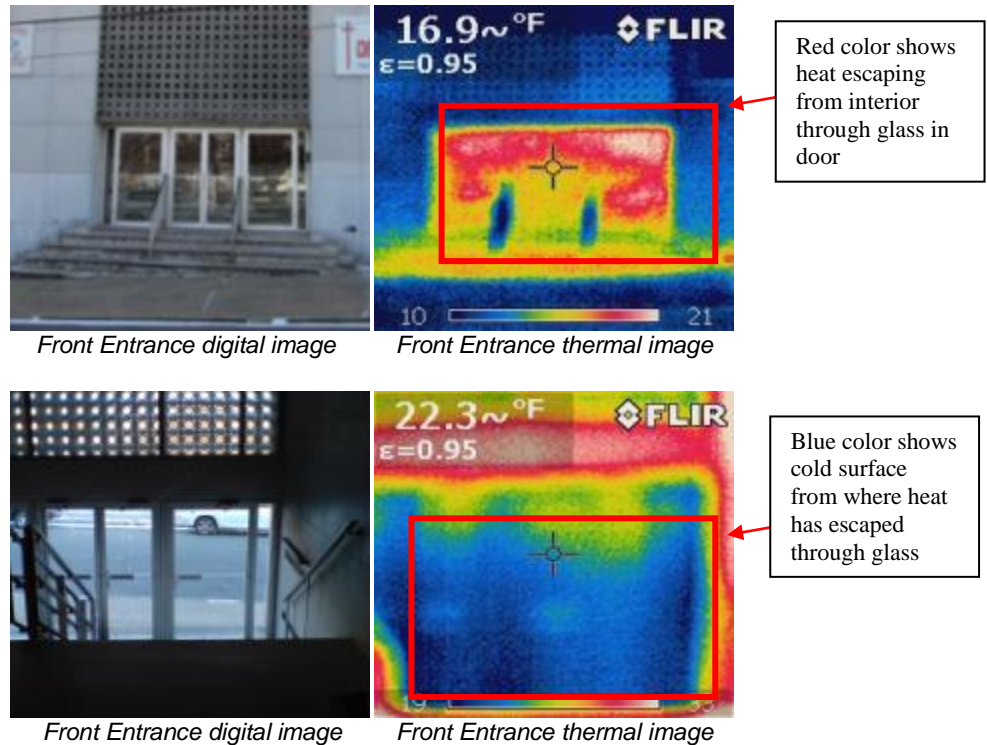 16.9~°F
FLIR
ε=0.95
10
21
Red color shows
heat escaping
from interior
through glass in
door
Front Entrance digital image
Front Entrance thermal image
22.3~°F
FLIR
ε=0.95
19
Blue color shows
cold surface
from where heat
has escaped
through glass
Front Entrance digital image
Front Entrance thermal image